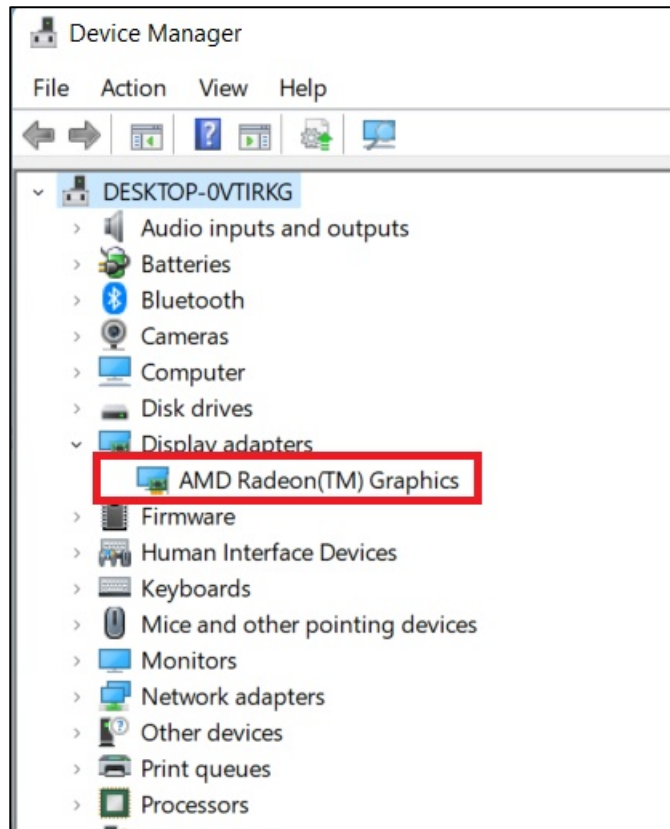 Device Manager
File Action View Help
DESKTOP-0VTIRKG
Audio inputs and outputs
Batteries
Bluetooth
Cameras
Computer
Disk drives
Display adapters
AMD Radeon(TM) Graphics
Firmware
Human Interface Devices
Keyboards
Mice and other pointing devices
Monitors
Network adapters
Other devices
Print queues
Processors